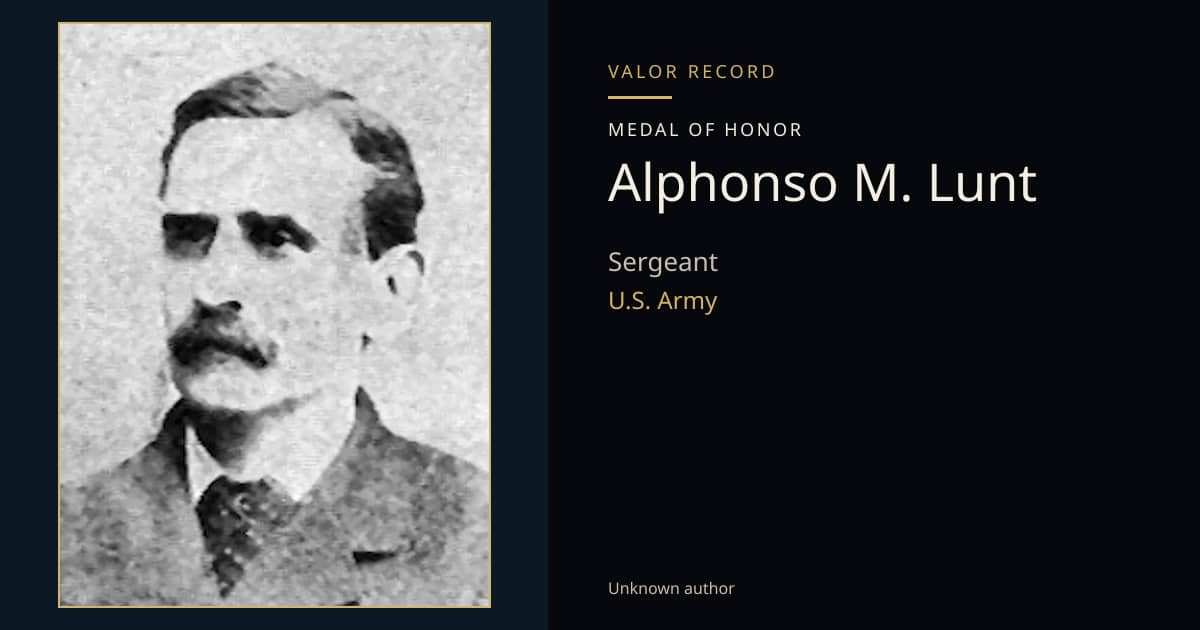 VALOR RECORD
MEDAL OF HONOR
Alphonso M. Lunt
Sergeant
U.S. Army
Unknown author